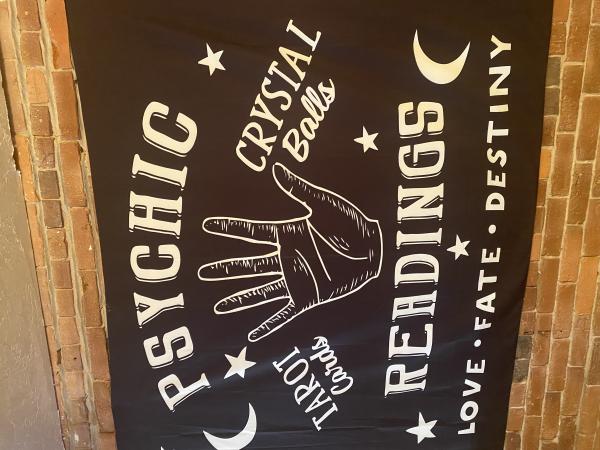 PSYCHIC
TAROT
Cards
CRYSTAL
Balls
READINGS
LOVE • FATE • DESTINY